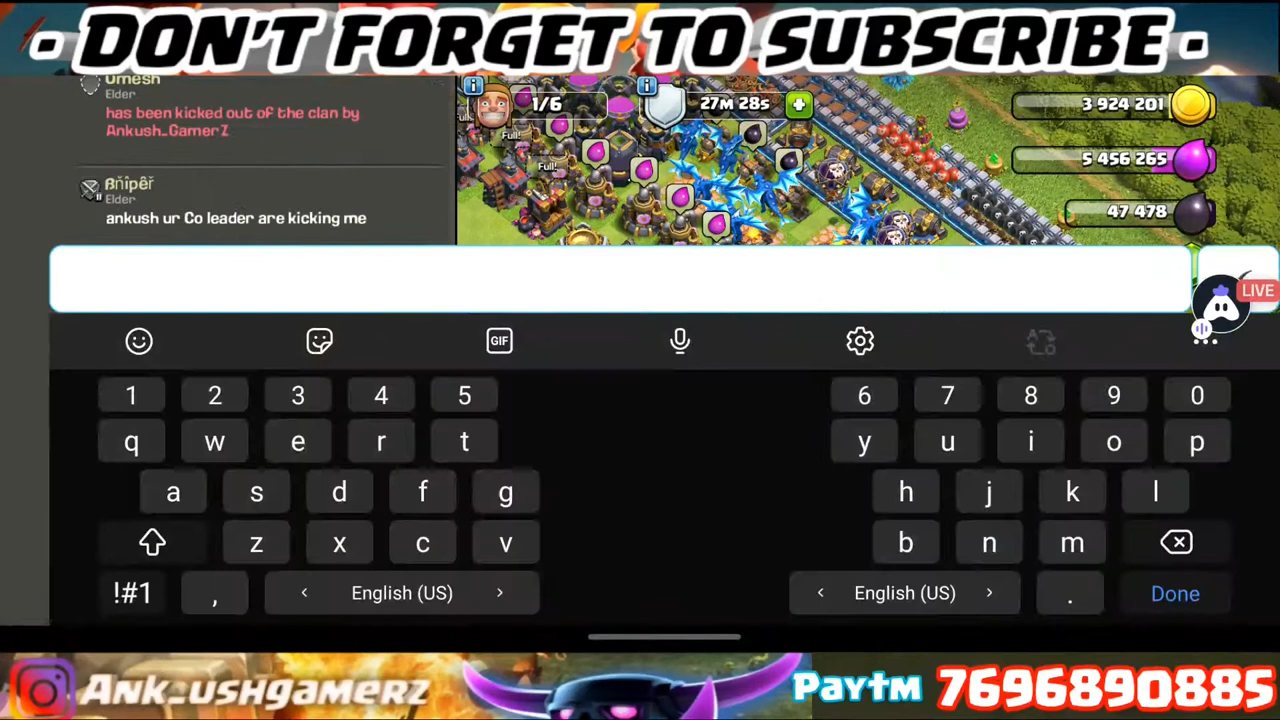 - DON'T FORGET TO SUBSCRIBE -
Umesh
Elder
has been kicked out of the clan by
Ankush_GamerZ
βňîpêř
Elder
ankush ur Co leader are kicking me
1/6
27M 28s
3 924 201
5 456 265
47 478
Full!
Full!
LIVE
GIF
1 2 3 4 5 6 7 8 9 0
q w e r t y u i o p
a s d f g h j k l
z x c v b n m
!#1 , < English (US) > < English (US) > . Done
Ank_ushgamerz
Paytm 7696890885